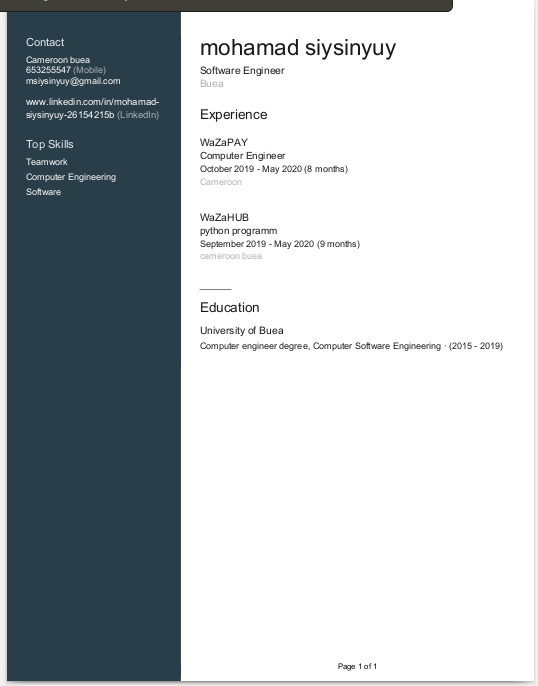 Contact
Cameroon buea
653255547 (Mobile)
msiysinyuy@gmail.com
www.linkedin.com/in/mohamad-
siysinyuy-26154215b (LinkedIn)
Top Skills
Teamwork
Computer Engineering
Software
mohamad siysinyuy
Software Engineer
Buea
Experience
WaZaPAY
Computer Engineer
October 2019 - May 2020 (8 months)
Cameroon
WaZaHUB
python programm
September 2019 - May 2020 (9 months)
cameroon buea
Education
University of Buea
Computer engineer degree, Computer Software Engineering · (2015 - 2019)
Page 1 of 1